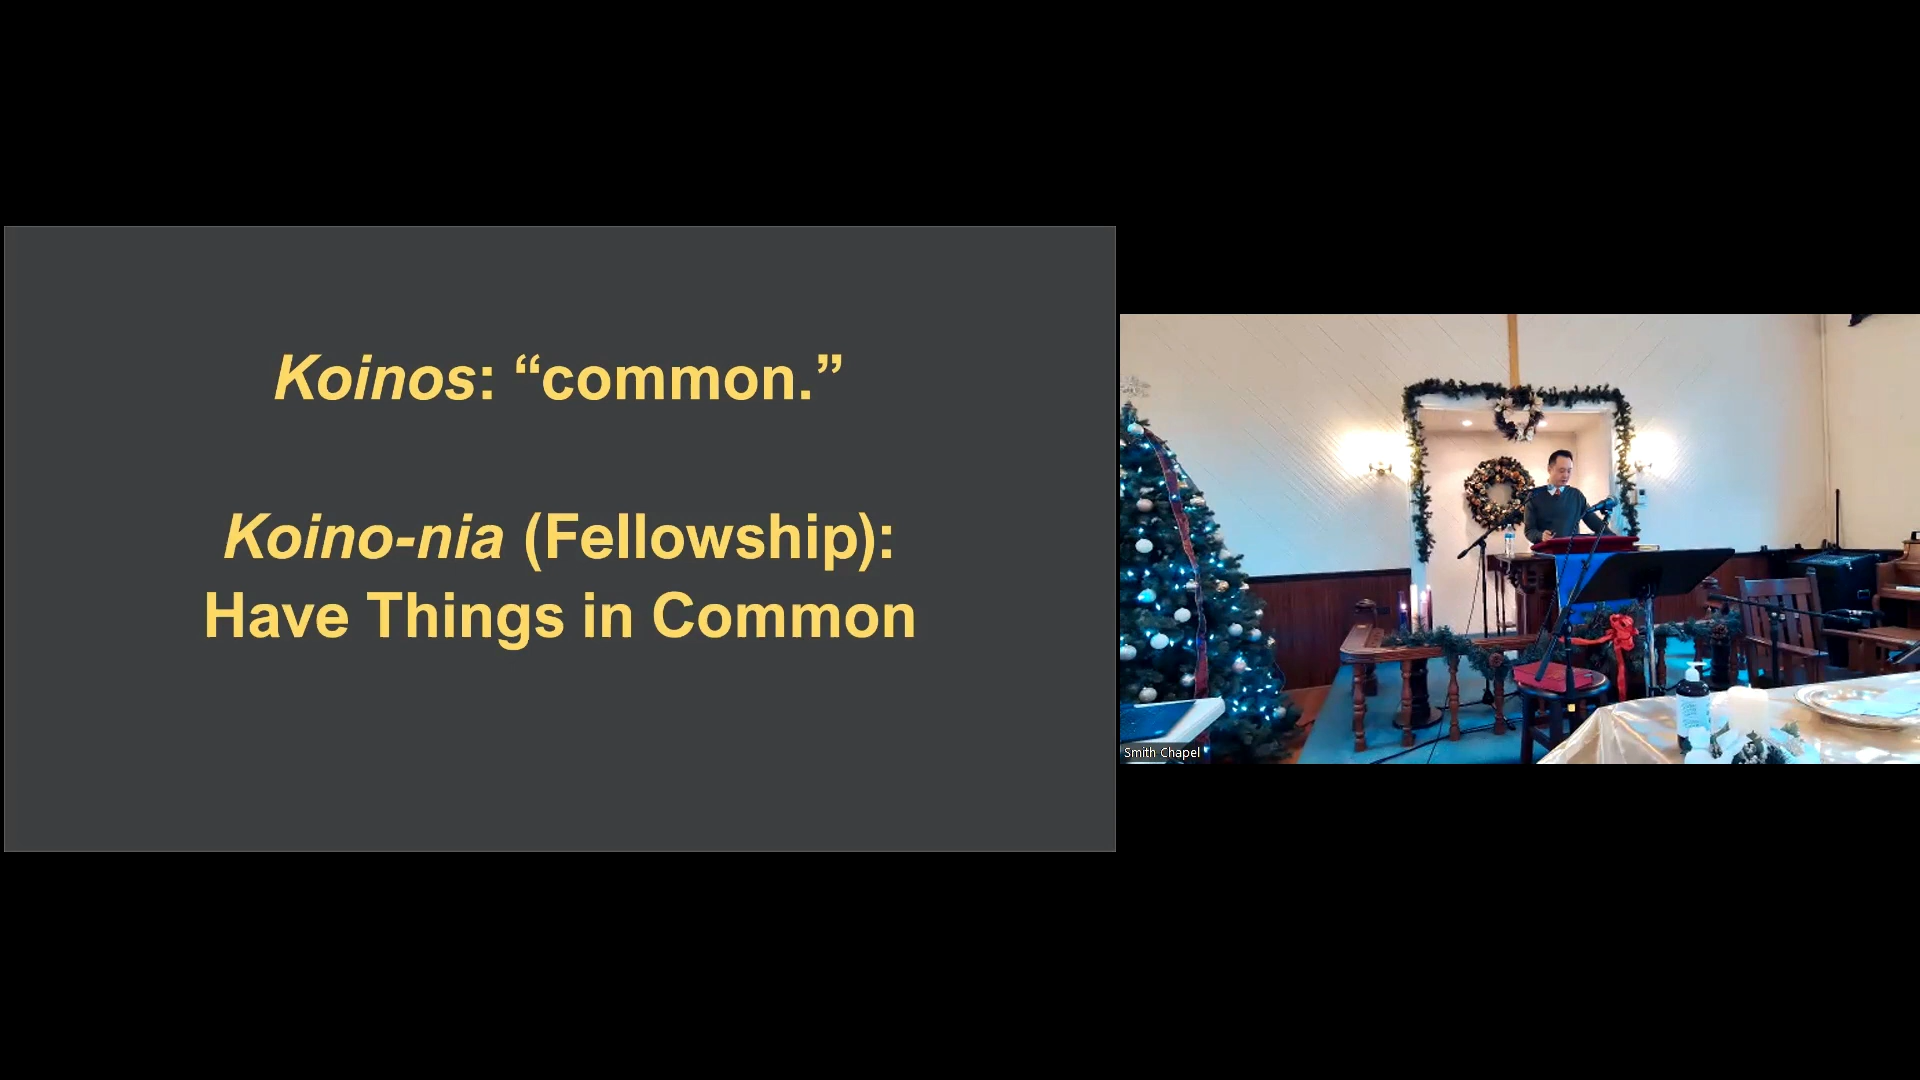 Koinos: “common.”
Koino-nia (Fellowship):
Have Things in Common
Smith Chapel